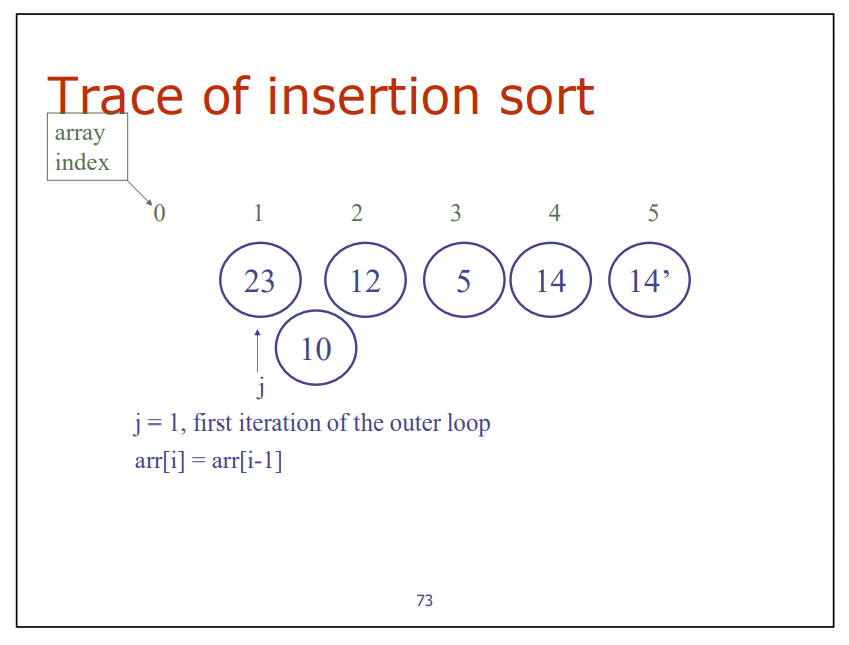 Trace of insertion sort
array
index
0 1 2 3 4 5
23 12 5 14 14’
10
j
j = 1, first iteration of the outer loop
arr[i] = arr[i-1]
73